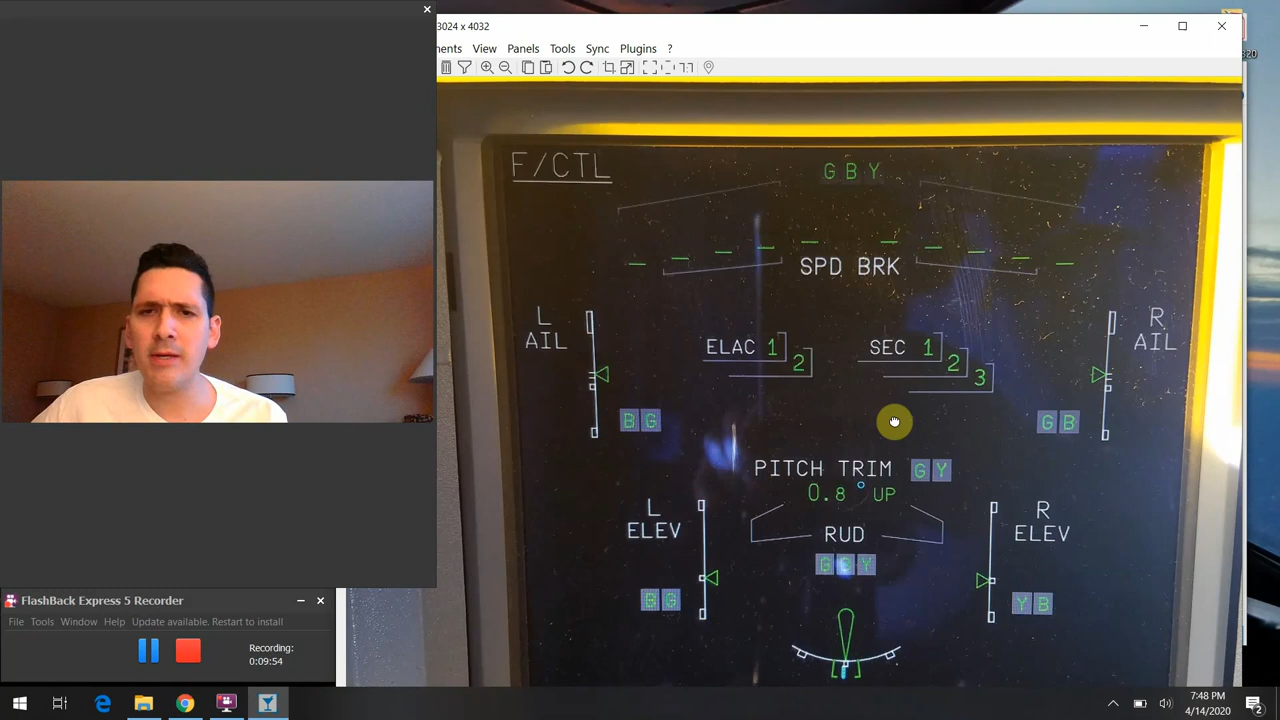 3024 x 4032
ments View Panels Tools Sync Plugins ?
:20
F/CTL
G B Y
SPD BRK
L
AIL
R
AIL
ELAC 1
2
SEC 1
2
3
B G
G B
PITCH TRIM G Y
0.8 ° UP
L
ELEV
R
ELEV
RUD
G B Y
B G
Y B
FlashBack Express 5 Recorder
File Tools Window Help Update available. Restart to install
Recording:
0:09:54
7:48 PM
4/14/2020
2